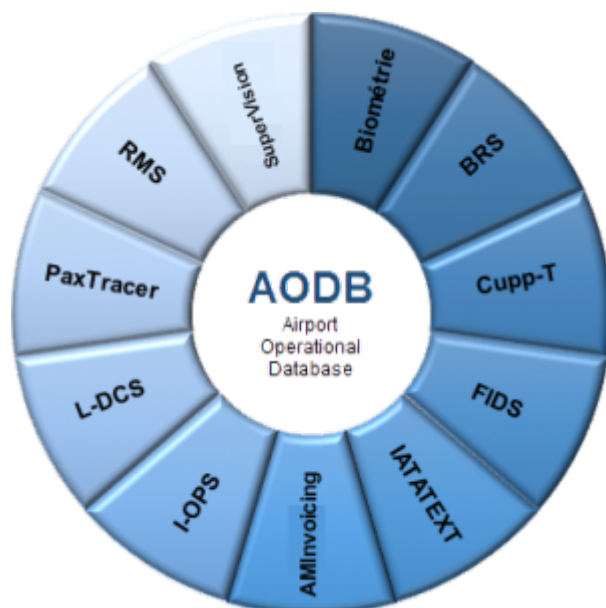 AODB
Airport
Operational
Database
Biométrie
BRS
Cupp-T
FIDS
IATATEXT
AMInvoicing
I-OPS
L-DCS
PaxTracer
RMS
SuperVision